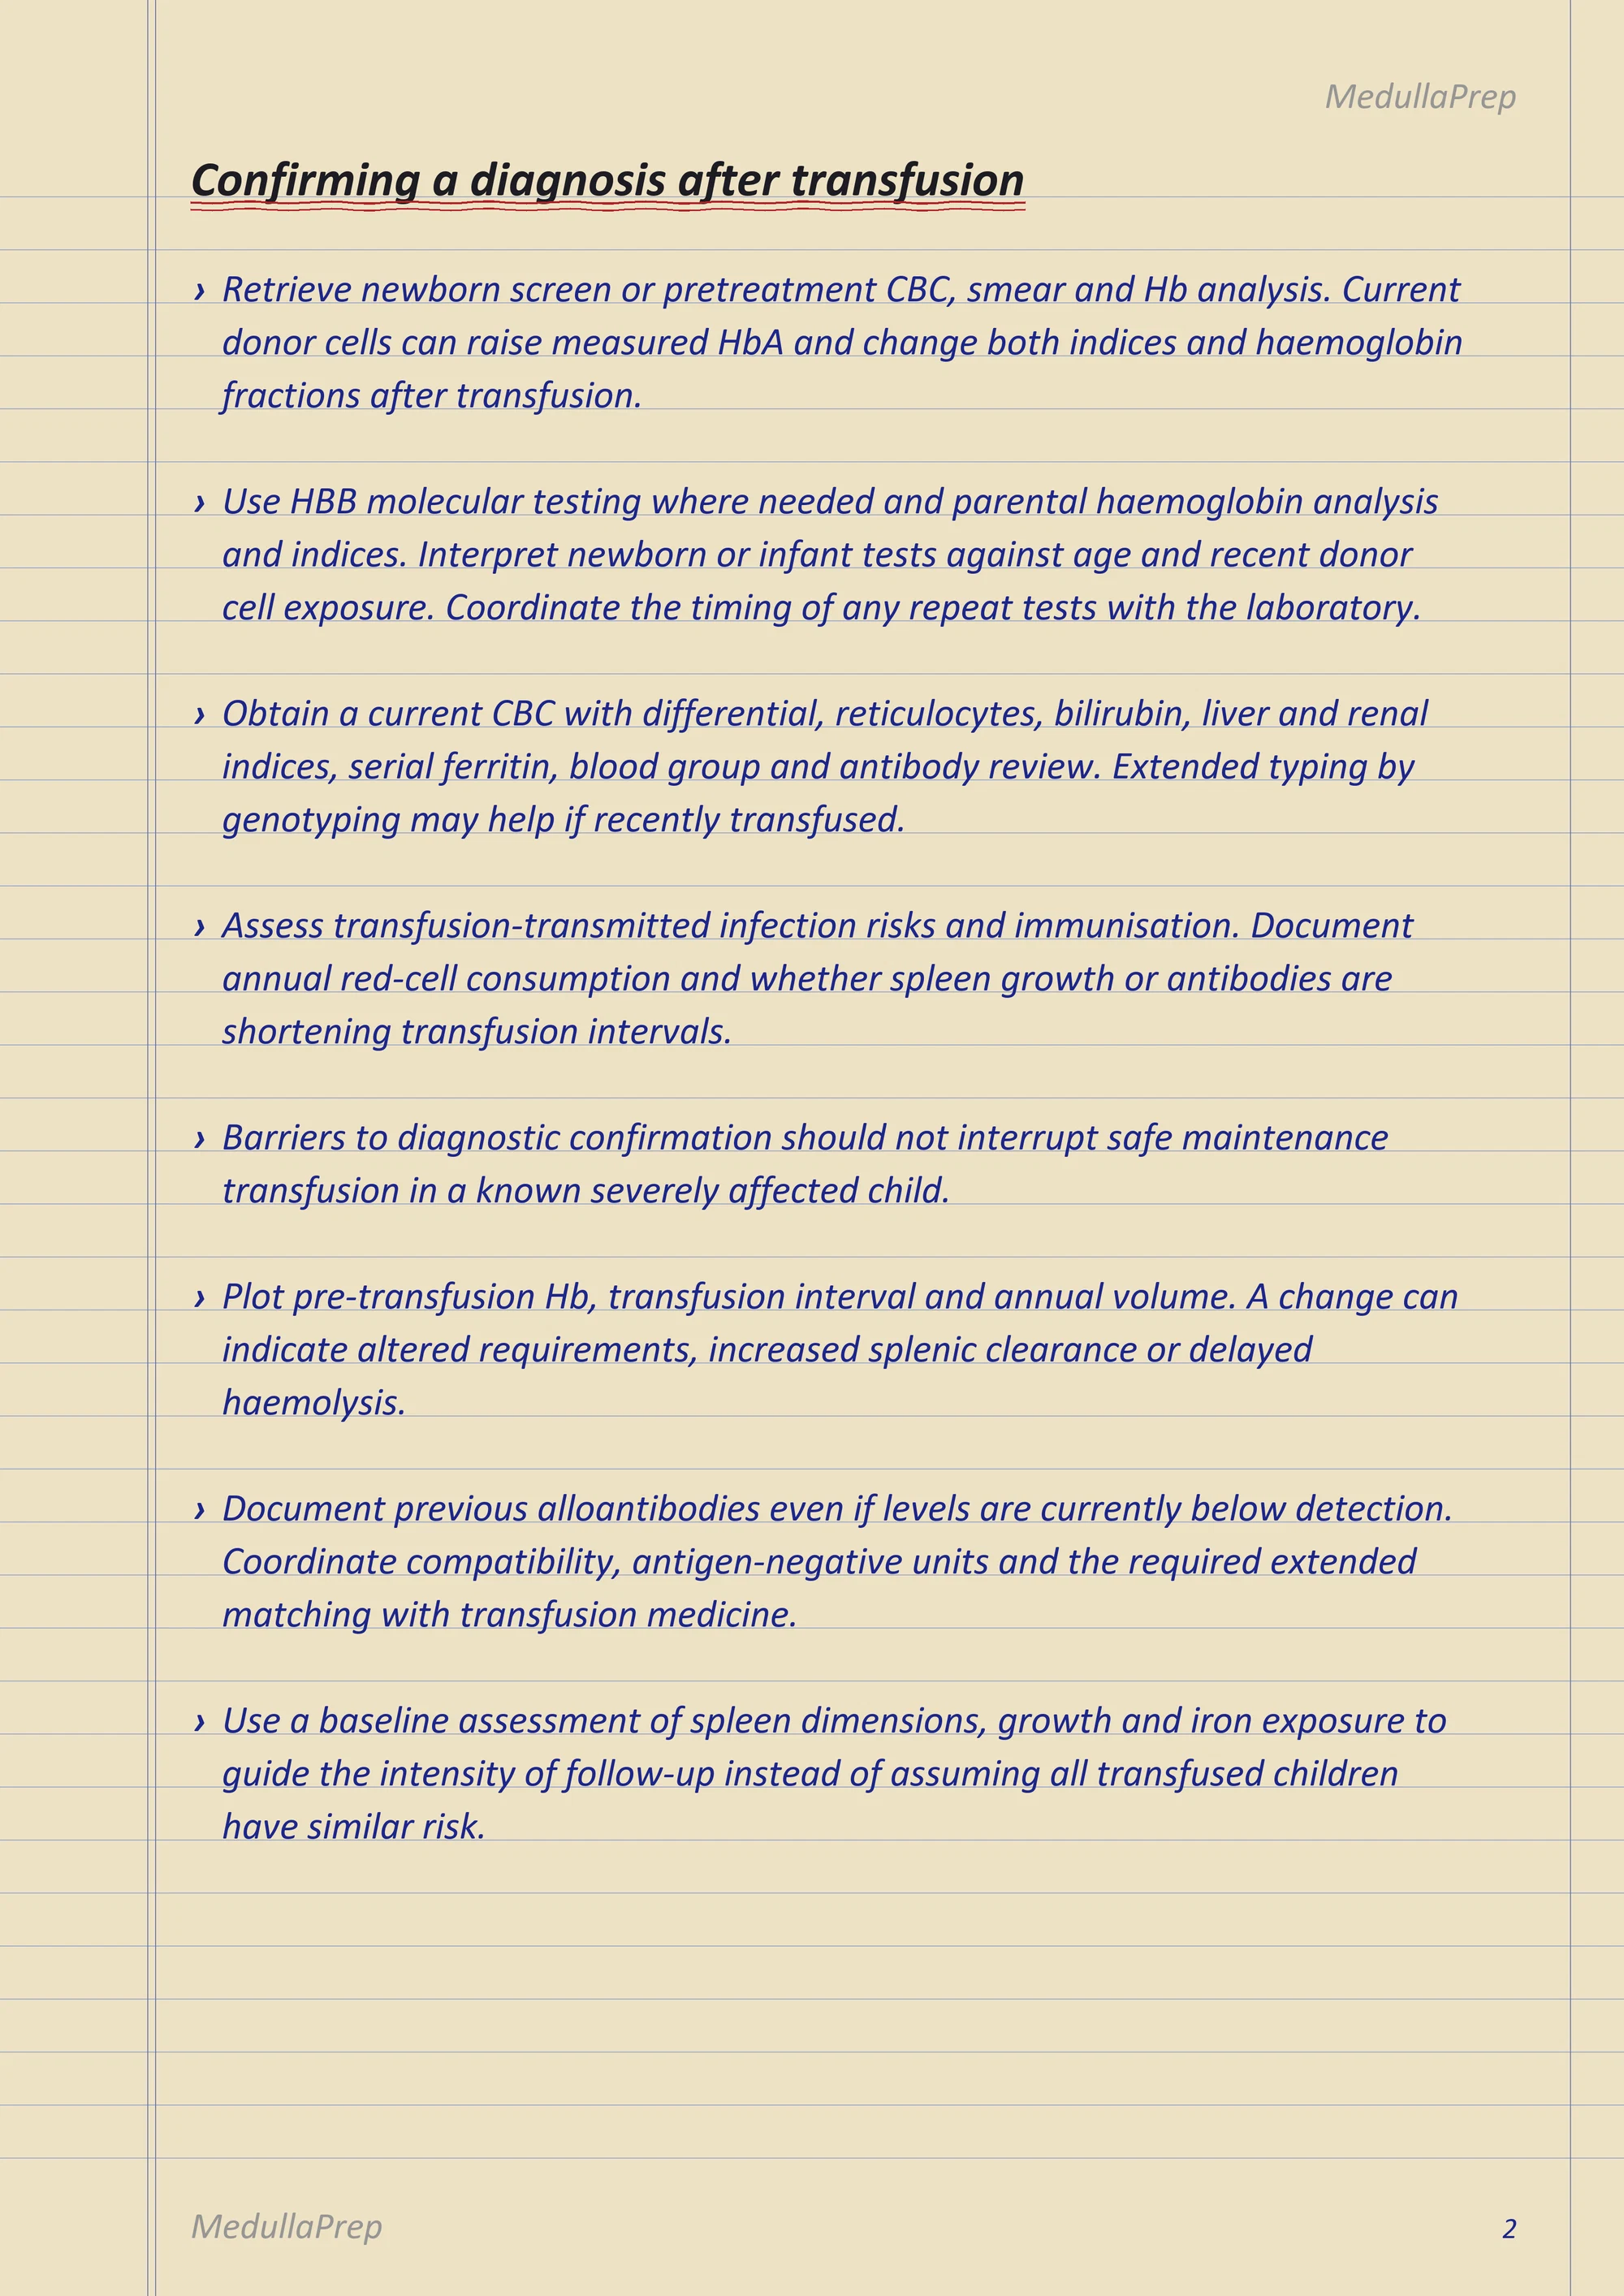 MedullaPrep
Confirming a diagnosis after transfusion
› Retrieve newborn screen or pretreatment CBC, smear and Hb analysis. Current
donor cells can raise measured HbA and change both indices and haemoglobin
fractions after transfusion.
› Use HBB molecular testing where needed and parental haemoglobin analysis
and indices. Interpret newborn or infant tests against age and recent donor
cell exposure. Coordinate the timing of any repeat tests with the laboratory.
› Obtain a current CBC with differential, reticulocytes, bilirubin, liver and renal
indices, serial ferritin, blood group and antibody review. Extended typing by
genotyping may help if recently transfused.
› Assess transfusion-transmitted infection risks and immunisation. Document
annual red-cell consumption and whether spleen growth or antibodies are
shortening transfusion intervals.
› Barriers to diagnostic confirmation should not interrupt safe maintenance
transfusion in a known severely affected child.
› Plot pre-transfusion Hb, transfusion interval and annual volume. A change can
indicate altered requirements, increased splenic clearance or delayed
haemolysis.
› Document previous alloantibodies even if levels are currently below detection.
Coordinate compatibility, antigen-negative units and the required extended
matching with transfusion medicine.
› Use a baseline assessment of spleen dimensions, growth and iron exposure to
guide the intensity of follow-up instead of assuming all transfused children
have similar risk.
MedullaPrep
2